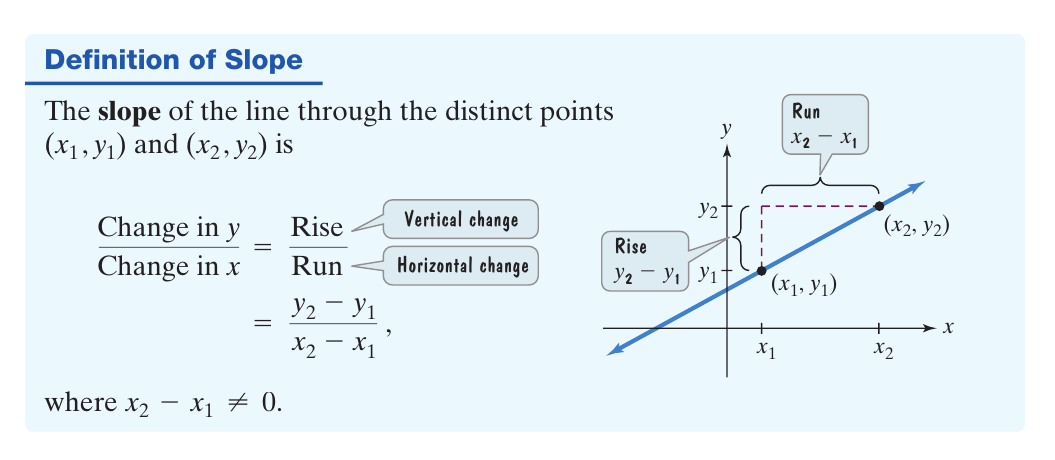 Definition of Slope
The slope of the line through the distinct points
(x₁, y₁) and (x₂, y₂) is
Change in y / Change in x = Rise / Run
Vertical change
Horizontal change
= y₂ − y₁ / x₂ − x₁ ,
where x₂ − x₁ ≠ 0.
Run
x₂ − x₁
y
y₂
(x₂, y₂)
Rise
y₂ − y₁
y₁
(x₁, y₁)
x
x₁
x₂